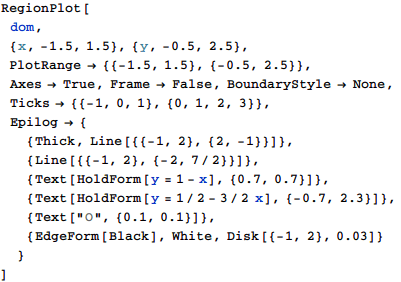 RegionPlot[
dom,
{x, -1.5, 1.5}, {y, -0.5, 2.5},
PlotRange → {{-1.5, 1.5}, {-0.5, 2.5}},
Axes → True, Frame → False, BoundaryStyle → None,
Ticks → {{-1, 0, 1}, {0, 1, 2, 3}},
Epilog → {
{Thick, Line[{{-1, 2}, {2, -1}}]},
{Line[{{-1, 2}, {-2, 7/2}}]},
{Text[HoldForm[y = 1 - x], {0.7, 0.7}]},
{Text[HoldForm[y = 1/2 - 3/2 x], {-0.7, 2.3}]},
{Text["O", {0.1, 0.1}]},
{EdgeForm[Black], White, Disk[{-1, 2}, 0.03]}
}
]